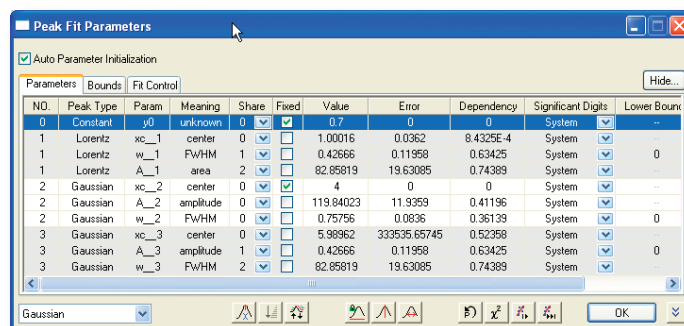 Peak Fit Parameters
Auto Parameter Initialization
Parameters Bounds Fit Control Hide...
NO. Peak Type Param Meaning Share Fixed Value Error Dependency Significant Digits Lower Bound
0 Constant y0 unknown 0 0.7 0 0 System --
1 Lorentz xc__1 center 0 1.00016 0.0362 8.4325E-4 System --
1 Lorentz w__1 FWHM 1 0.42666 0.11958 0.63425 System 0
1 Lorentz A__1 area 2 82.85819 19.63085 0.74389 System --
2 Gaussian xc__2 center 0 4 0 0 System --
2 Gaussian A__2 amplitude 0 119.84023 11.9359 0.41196 System --
2 Gaussian w__2 FWHM 0 0.75756 0.0836 0.36139 System 0
3 Gaussian xc__3 center 0 5.98962 333535.65745 0.52358 System --
3 Gaussian A__3 amplitude 1 0.42666 0.11958 0.63425 System 0
3 Gaussian w__3 FWHM 2 82.85819 19.63085 0.74389 System --
Gaussian χ² OK